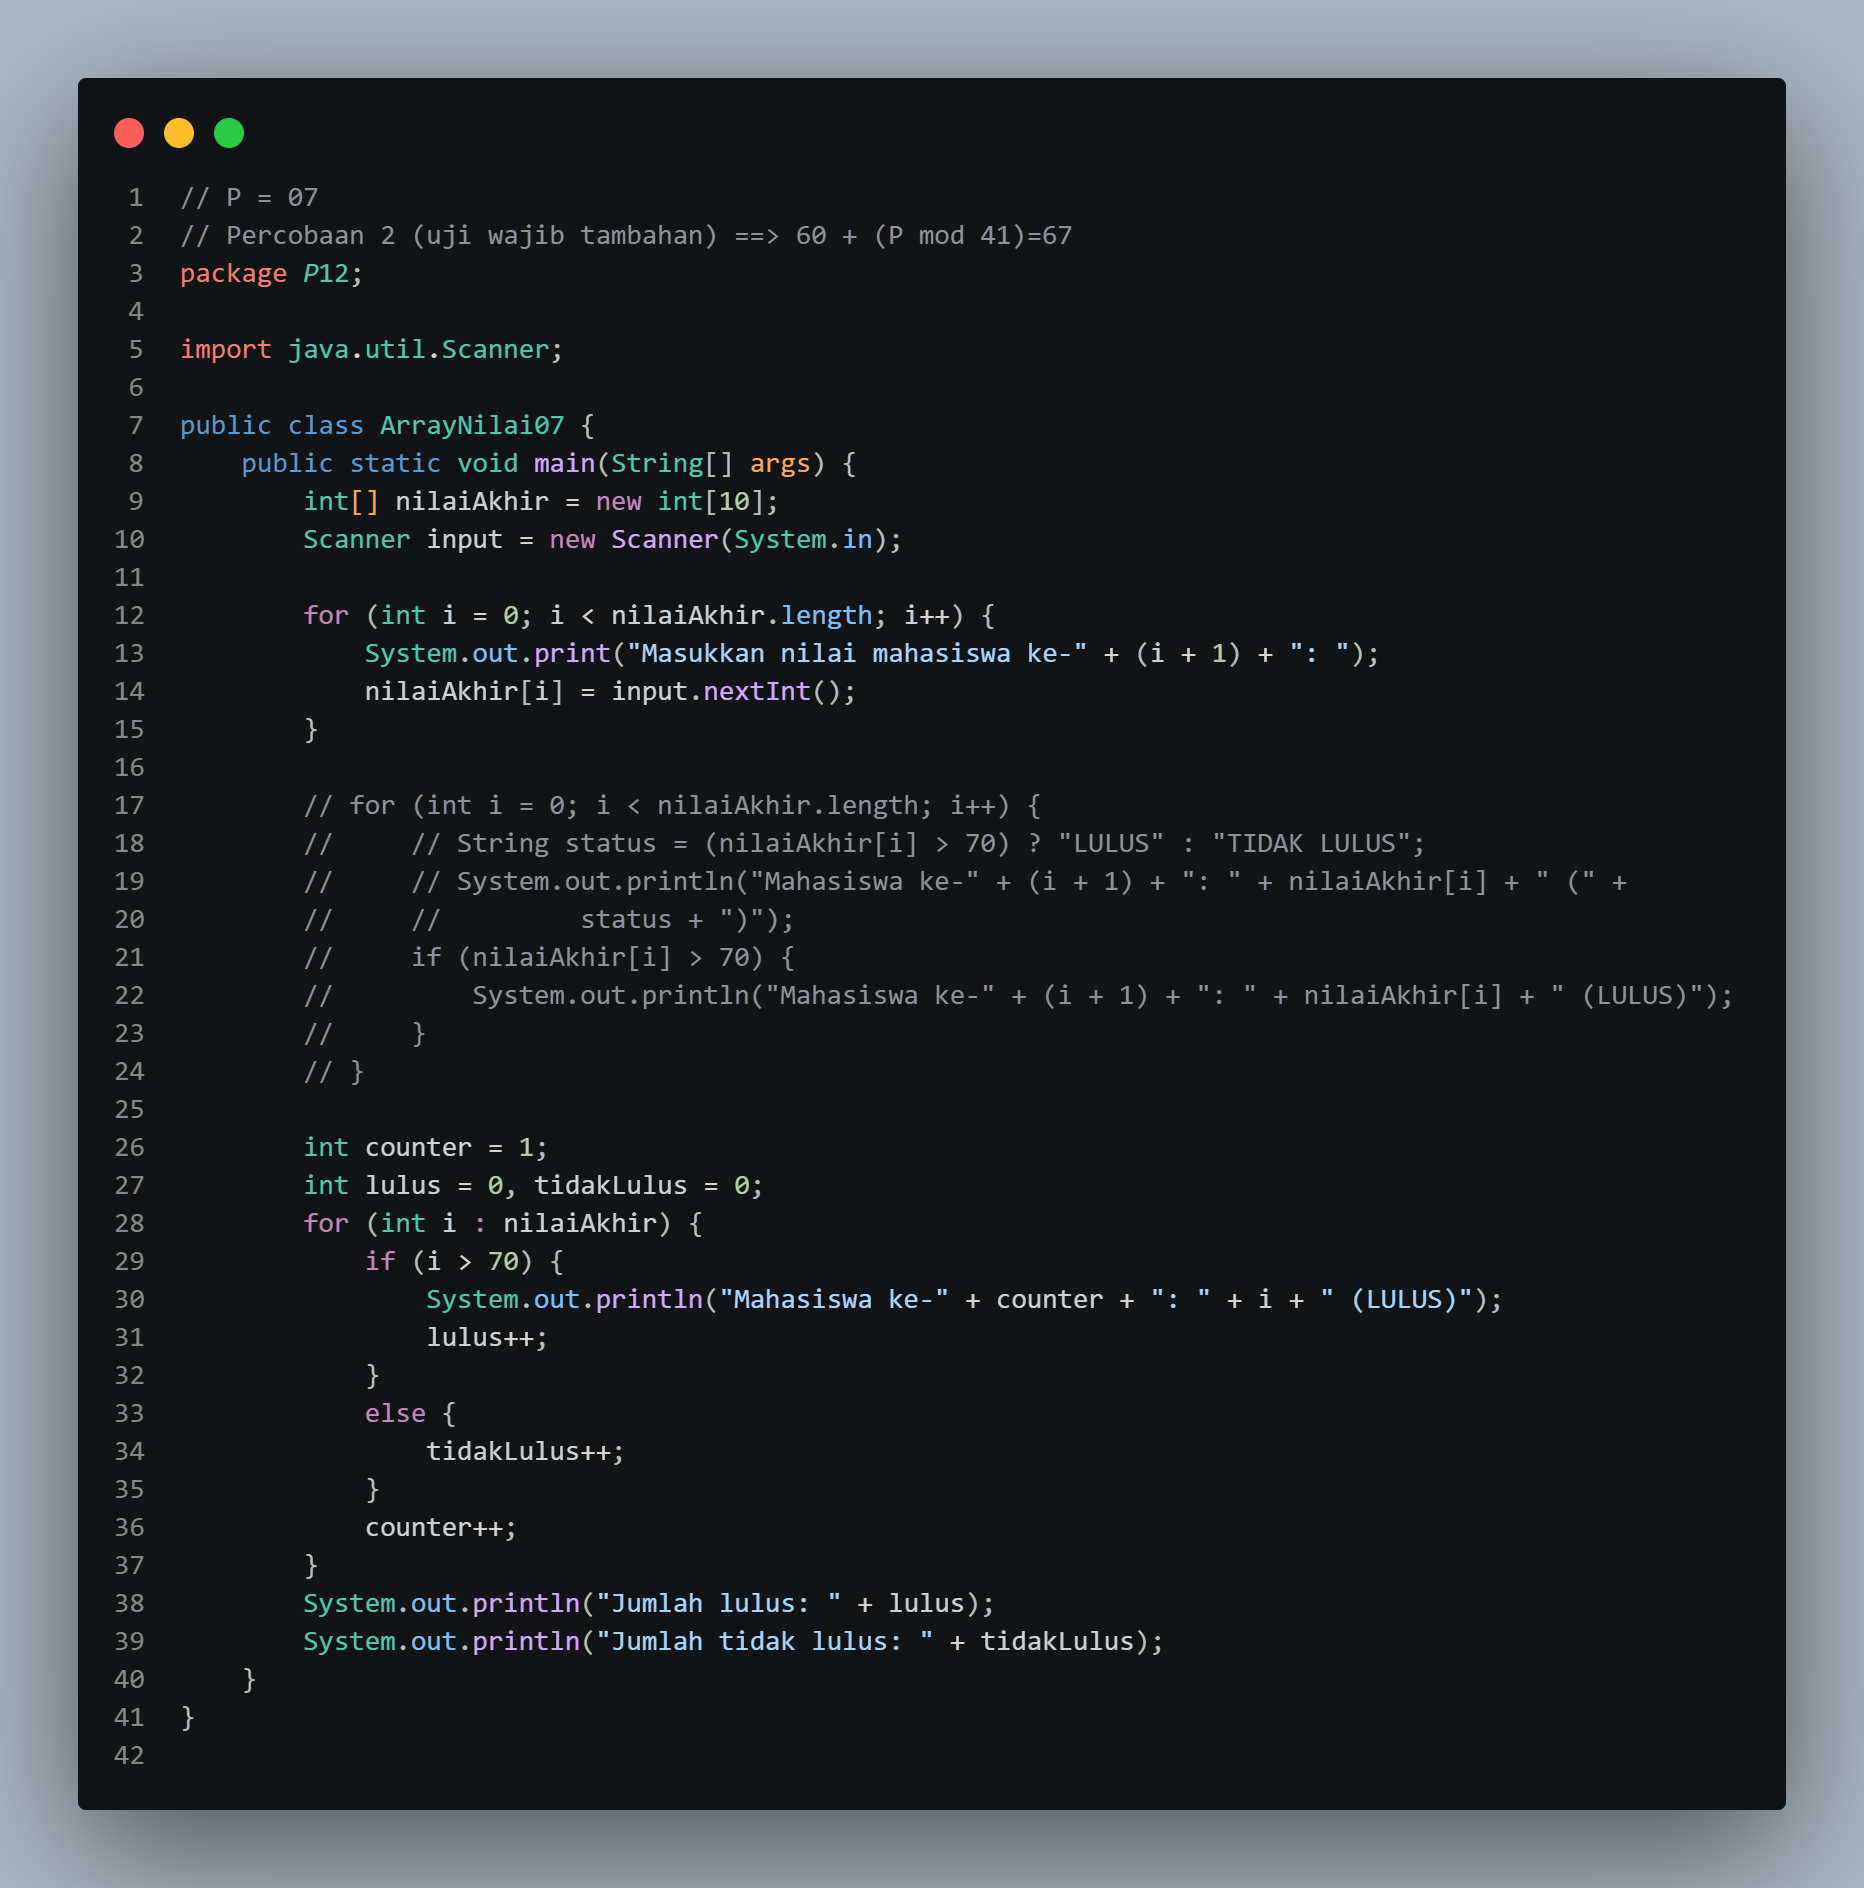 1 // P = 07
2 // Percobaan 2 (uji wajib tambahan) ==> 60 + (P mod 41)=67
3 package P12;
4
5 import java.util.Scanner;
6
7 public class ArrayNilai07 {
8     public static void main(String[] args) {
9         int[] nilaiAkhir = new int[10];
10         Scanner input = new Scanner(System.in);
11
12         for (int i = 0; i < nilaiAkhir.length; i++) {
13             System.out.print("Masukkan nilai mahasiswa ke-" + (i + 1) + ": ");
14             nilaiAkhir[i] = input.nextInt();
15         }
16
17         // for (int i = 0; i < nilaiAkhir.length; i++) {
18         //     // String status = (nilaiAkhir[i] > 70) ? "LULUS" : "TIDAK LULUS";
19         //     // System.out.println("Mahasiswa ke-" + (i + 1) + ": " + nilaiAkhir[i] + " (" +
20         //     //         status + ")");
21         //     if (nilaiAkhir[i] > 70) {
22         //         System.out.println("Mahasiswa ke-" + (i + 1) + ": " + nilaiAkhir[i] + " (LULUS)");
23         //     }
24         // }
25
26         int counter = 1;
27         int lulus = 0, tidakLulus = 0;
28         for (int i : nilaiAkhir) {
29             if (i > 70) {
30                 System.out.println("Mahasiswa ke-" + counter + ": " + i + " (LULUS)");
31                 lulus++;
32             }
33             else {
34                 tidakLulus++;
35             }
36             counter++;
37         }
38         System.out.println("Jumlah lulus: " + lulus);
39         System.out.println("Jumlah tidak lulus: " + tidakLulus);
40     }
41 }
42